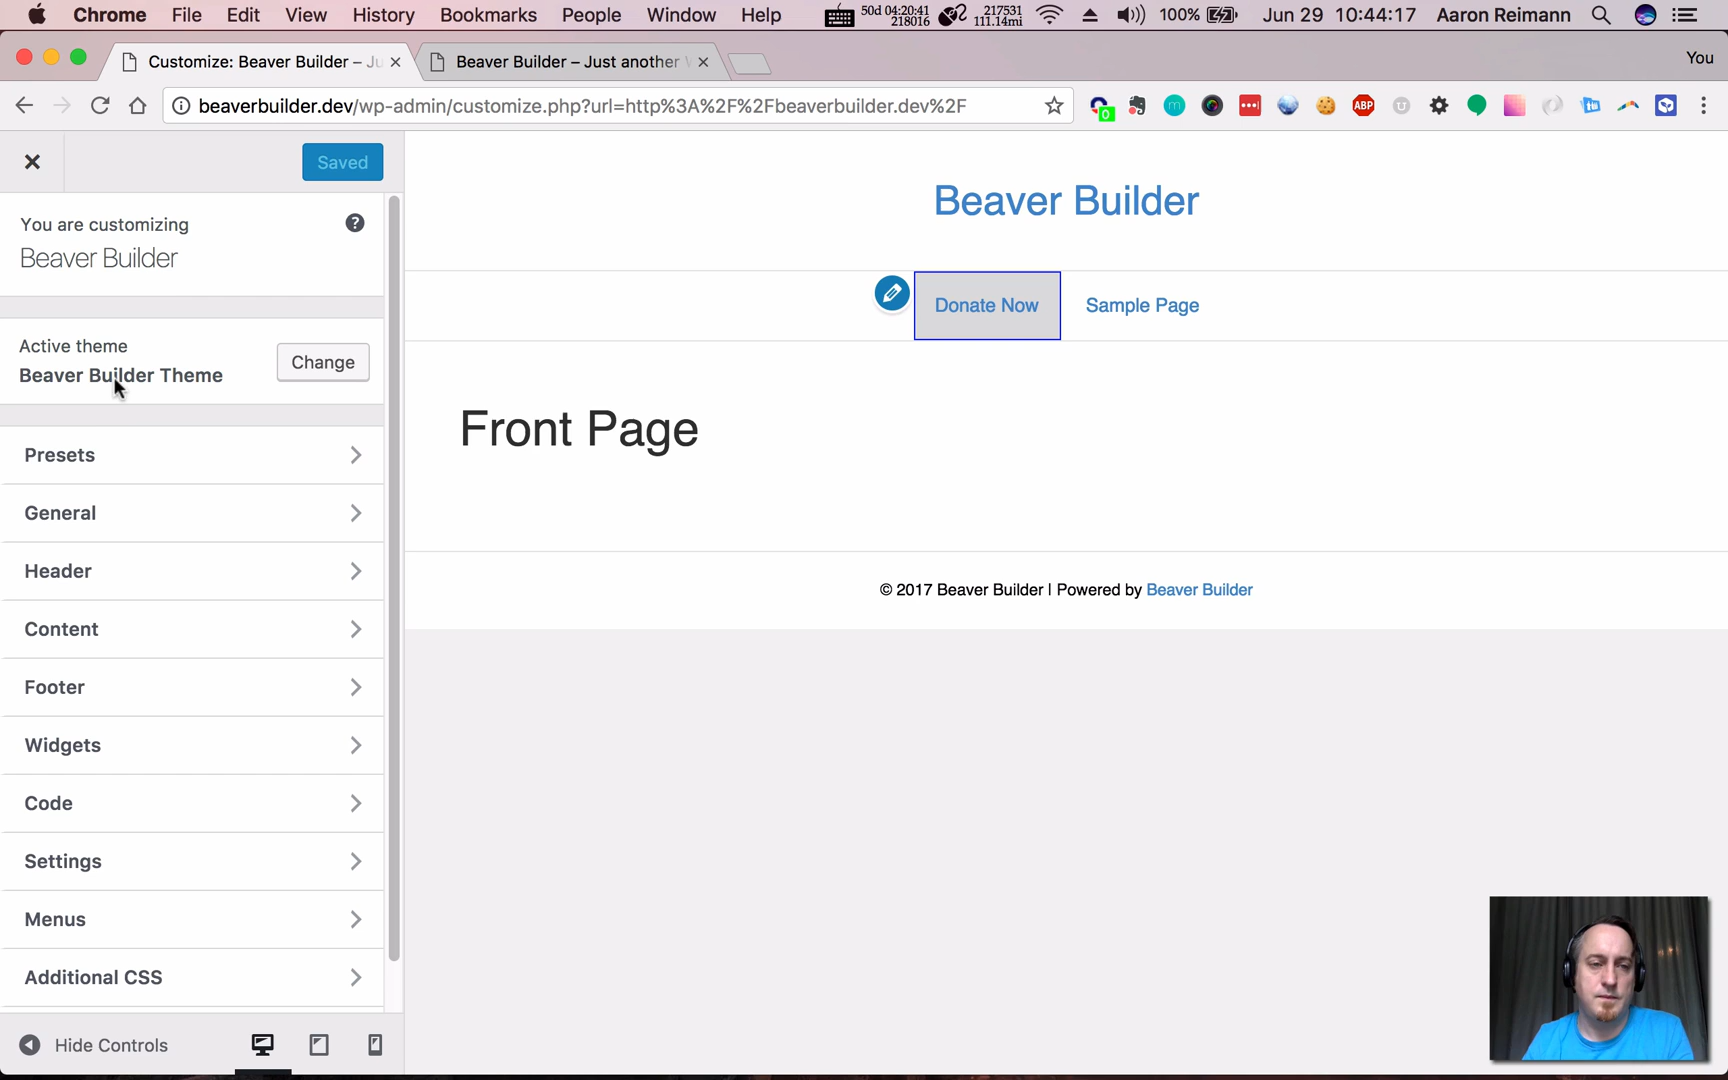 Chrome File Edit View History Bookmarks People Window Help 50d 04:20:41 218016 217531 111.14mi 100% Jun 29 10:44:17 Aaron Reimann
Customize: Beaver Builder – Ju Beaver Builder – Just another You
beaverbuilder.dev/wp-admin/customize.php?url=http%3A%2F%2Fbeaverbuilder.dev%2F 0 m ABP U
Saved
You are customizing
Beaver Builder
Active theme
Beaver Builder Theme
Change
Presets
General
Header
Content
Footer
Widgets
Code
Settings
Menus
Additional CSS
Hide Controls
Beaver Builder
Donate Now Sample Page
Front Page
© 2017 Beaver Builder | Powered by Beaver Builder